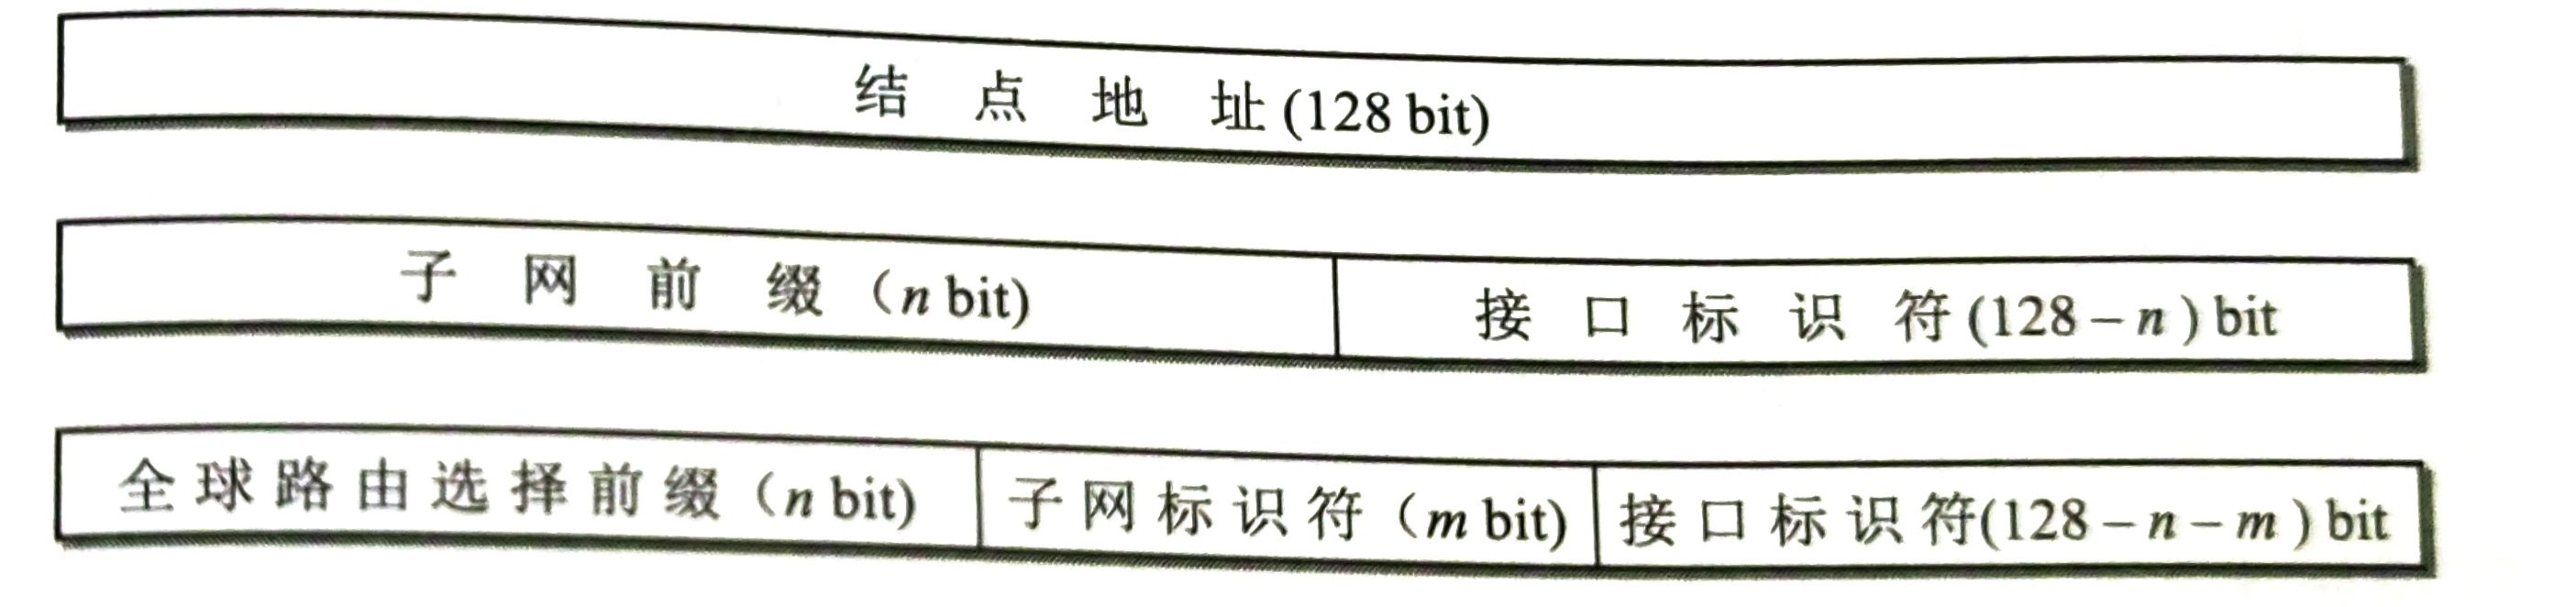 结点地址(128 bit)
子网前缀（n bit) 接口标识符(128 – n ) bit
全球路由选择前缀（n bit) 子网标识符（m bit) 接口标识符(128 – n – m ) bit